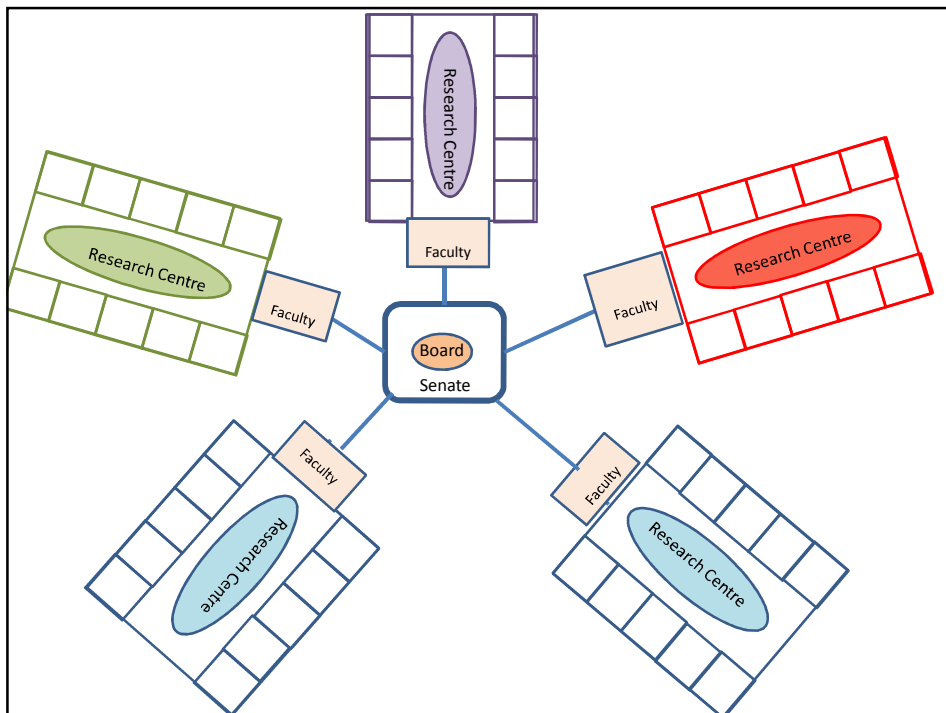 Research Centre
Faculty
Research Centre
Faculty
Research Centre
Faculty
Board
Senate
Faculty
Research Centre
Faculty
Research Centre